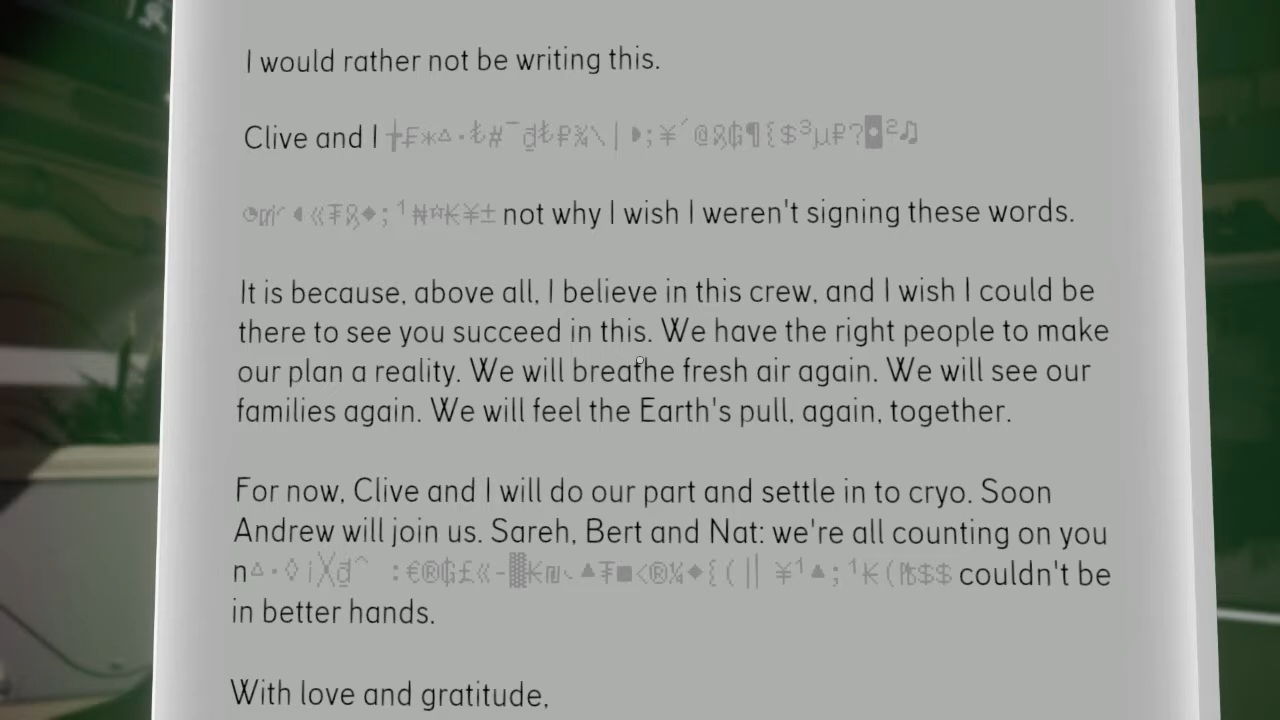 I would rather not be writing this.
Clive and I
not why I wish I weren't signing these words.
It is because, above all, I believe in this crew, and I wish I could be
there to see you succeed in this. We have the right people to make
our plan a reality. We will breathe fresh air again. We will see our
families again. We will feel the Earth's pull, again, together.
For now, Clive and I will do our part and settle in to cryo. Soon
Andrew will join us. Sareh, Bert and Nat: we're all counting on you
n couldn't be
in better hands.
With love and gratitude,